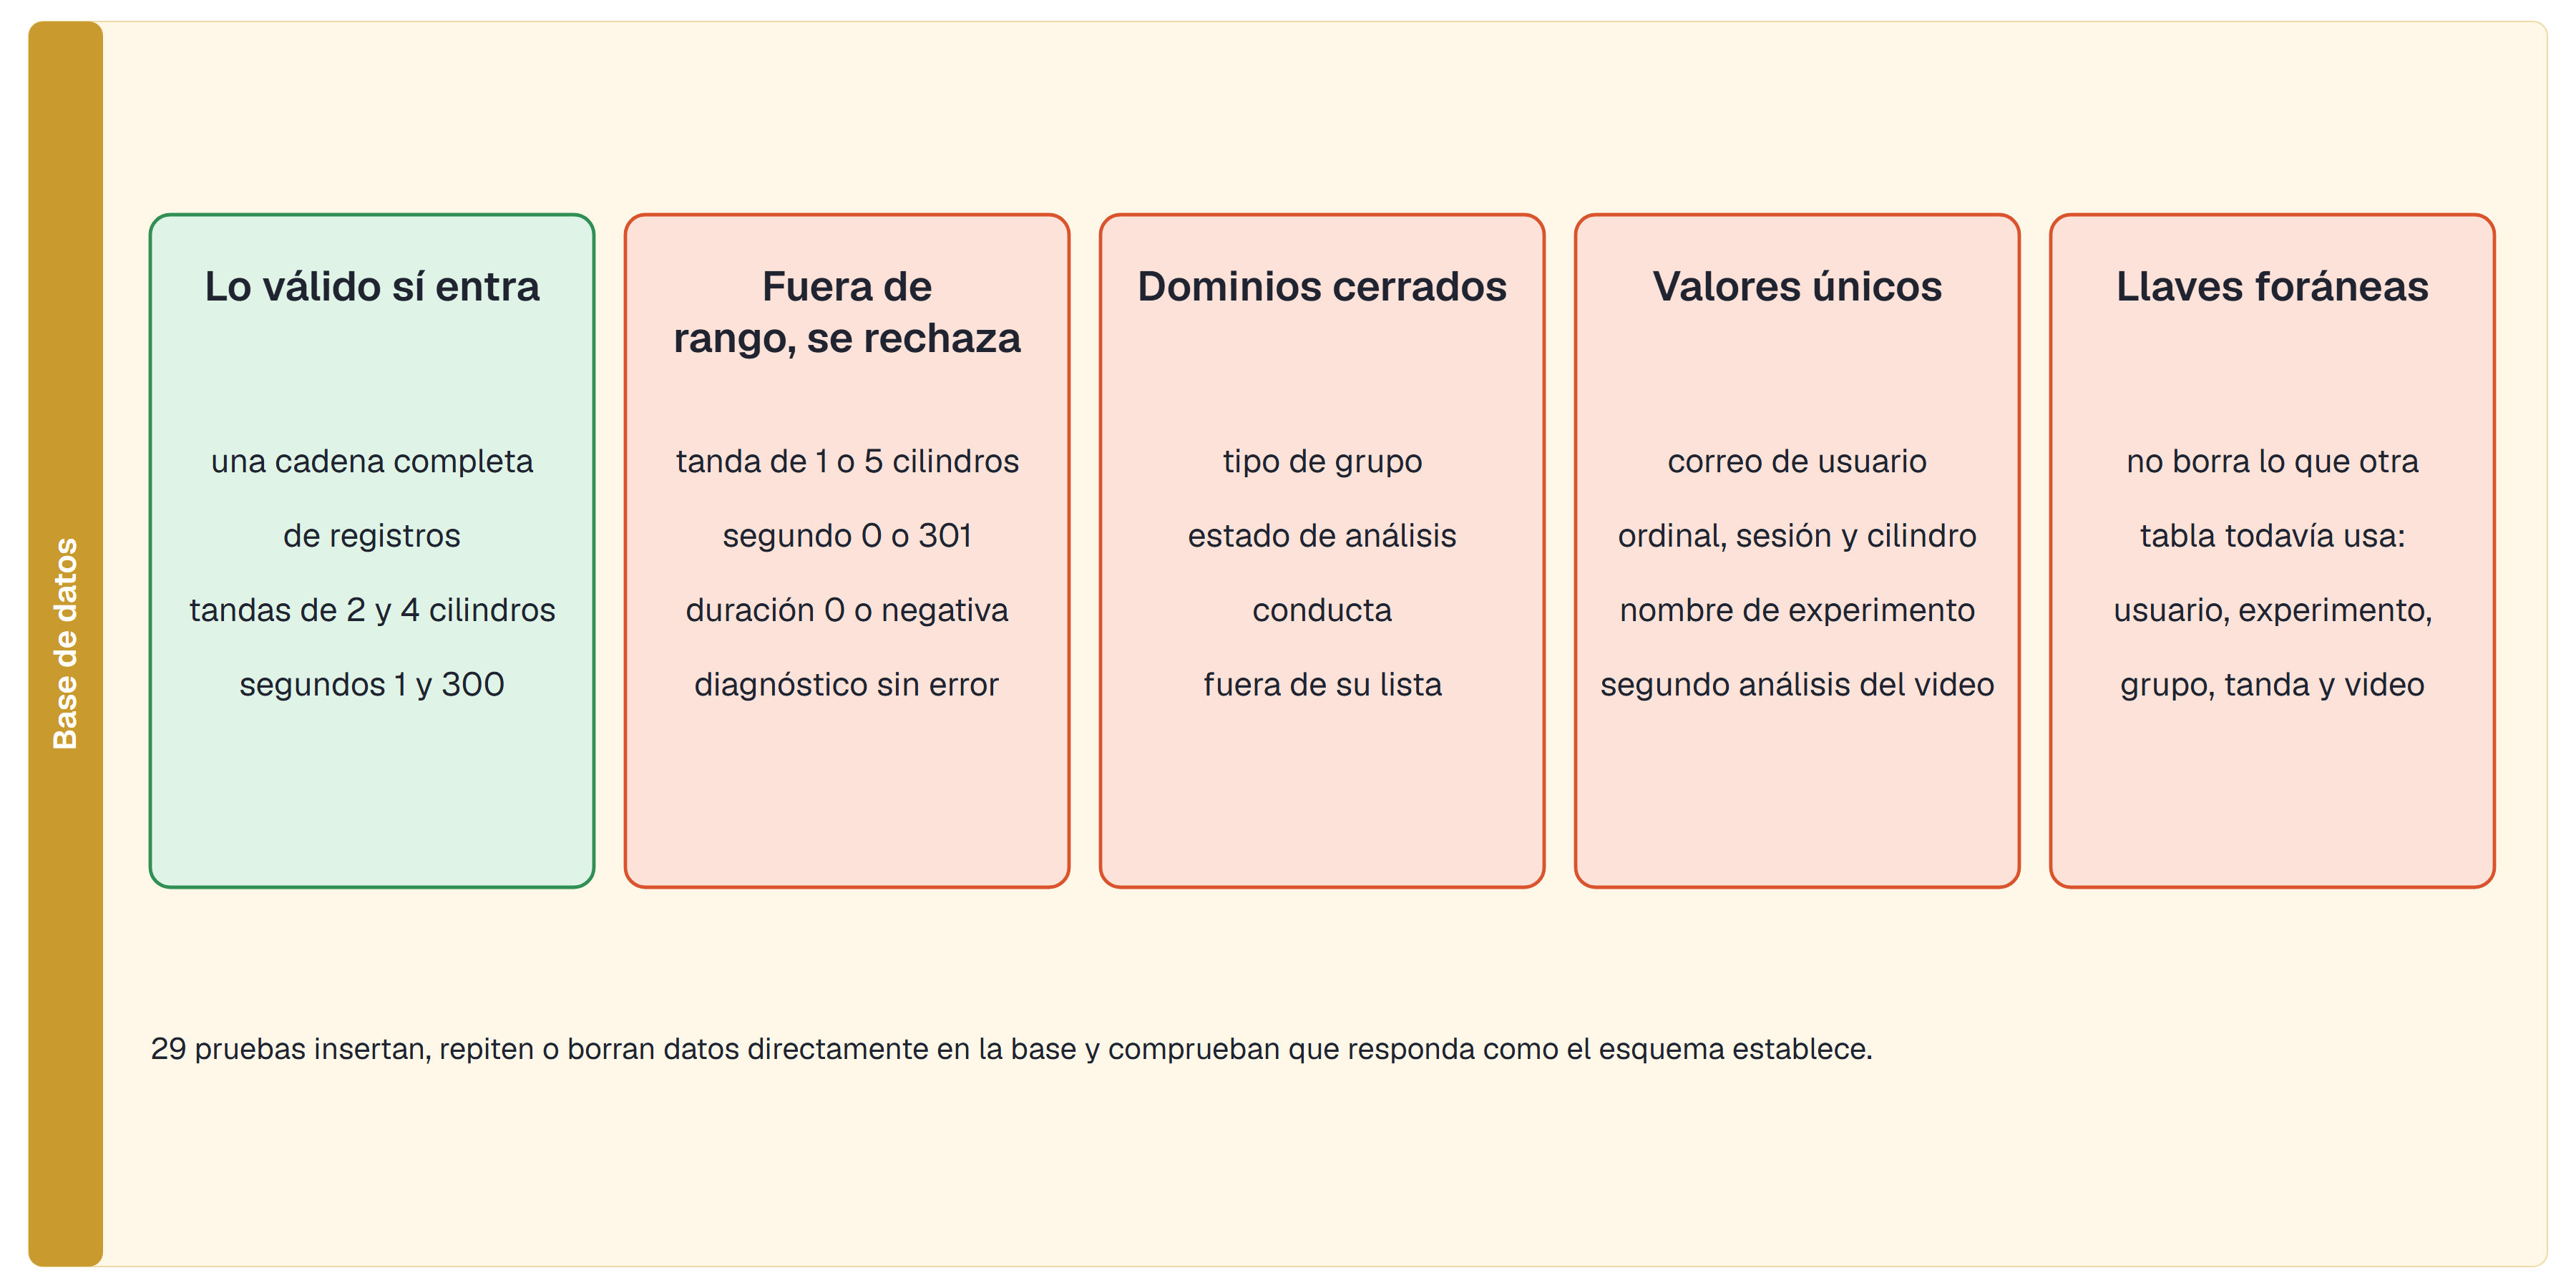 Base de datos
Lo válido sí entra
una cadena completa
de registros
tandas de 2 y 4 cilindros
segundos 1 y 300
Fuera de
rango, se rechaza
tanda de 1 o 5 cilindros
segundo 0 o 301
duración 0 o negativa
diagnóstico sin error
Dominios cerrados
tipo de grupo
estado de análisis
conducta
fuera de su lista
Valores únicos
correo de usuario
ordinal, sesión y cilindro
nombre de experimento
segundo análisis del video
Llaves foráneas
no borra lo que otra
tabla todavía usa:
usuario, experimento,
grupo, tanda y video
29 pruebas insertan, repiten o borran datos directamente en la base y comprueban que responda como el esquema establece.